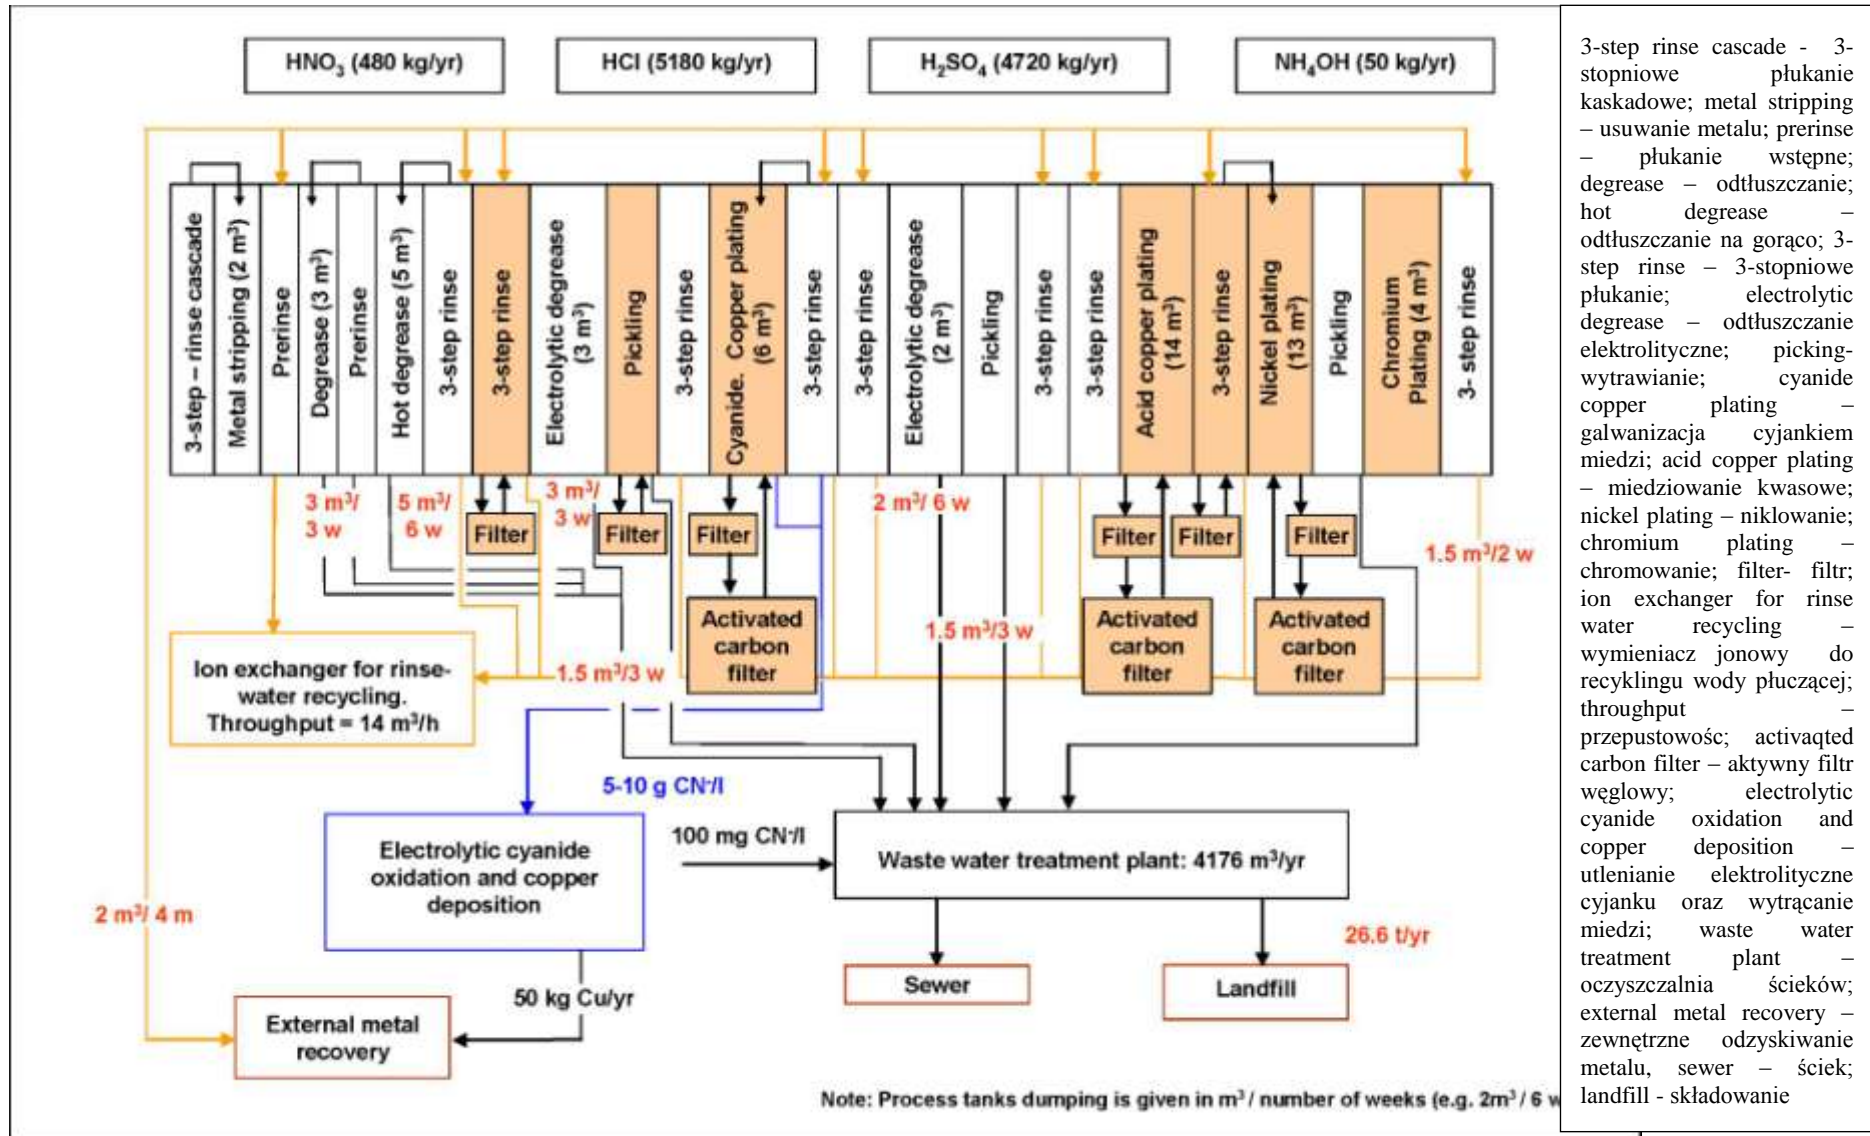 HNO₃ (480 kg/yr)
HCl (5180 kg/yr)
H₂SO₄ (4720 kg/yr)
NH₄OH (50 kg/yr)
3-step – rinse cascade
Metal stripping (2 m³)
Prerinse
Degrease (3 m³)
Prerinse
Hot degrease (5 m³)
3-step rinse
3-step rinse
Electrolytic degrease
(3 m³)
Pickling
3-step rinse
Cyanide. Copper plating
(6 m³)
3-step rinse
3-step rinse
Electrolytic degrease
(2 m³)
Pickling
3-step rinse
3-step rinse
Acid copper plating
(14 m³)
3-step rinse
Nickel plating
(13 m³)
Pickling
Chromium
Plating (4 m³)
3- step rinse
3 m³/
3 w
5 m³/
6 w
Filter
3 m³/
3 w
Filter
Filter
2 m³/ 6 w
Filter
Filter
Filter
1.5 m³/2 w
Activated
carbon
filter
1.5 m³/3 w
Activated
carbon
filter
Activated
carbon
filter
Ion exchanger for rinse-
water recycling.
Throughput = 14 m³/h
1.5 m³/3 w
5-10 g CN⁻/l
Electrolytic cyanide
oxidation and copper
deposition
100 mg CN⁻/l
Waste water treatment plant: 4176 m³/yr
2 m³/ 4 m
26.6 t/yr
Sewer
Landfill
50 kg Cu/yr
External metal
recovery
Note: Process tanks dumping is given in m³ / number of weeks (e.g. 2m³ / 6 w
3-step rinse cascade - 3-
stopniowe płukanie
kaskadowe; metal stripping
– usuwanie metalu; prerinse
– płukanie wstępne;
degrease – odtłuszczanie;
hot degrease –
odtłuszczanie na gorąco; 3-
step rinse – 3-stopniowe
płukanie; electrolytic
degrease – odtłuszczanie
elektrolityczne; picking-
wytrawianie; cyanide
copper plating –
galwanizacja cyjankiem
miedzi; acid copper plating
– miedziowanie kwasowe;
nickel plating – niklowanie;
chromium plating –
chromowanie; filter- filtr;
ion exchanger for rinse
water recycling –
wymieniacz jonowy do
recyklingu wody płuczącej;
throughput –
przepustowośc; activaqted
carbon filter – aktywny filtr
węglowy; electrolytic
cyanide oxidation and
copper deposition –
utlenianie elektrolityczne
cyjanku oraz wytrącanie
miedzi; waste water
treatment plant –
oczyszczalnia ścieków;
external metal recovery –
zewnętrzne odzyskiwanie
metalu, sewer – ściek;
landfill - składowanie